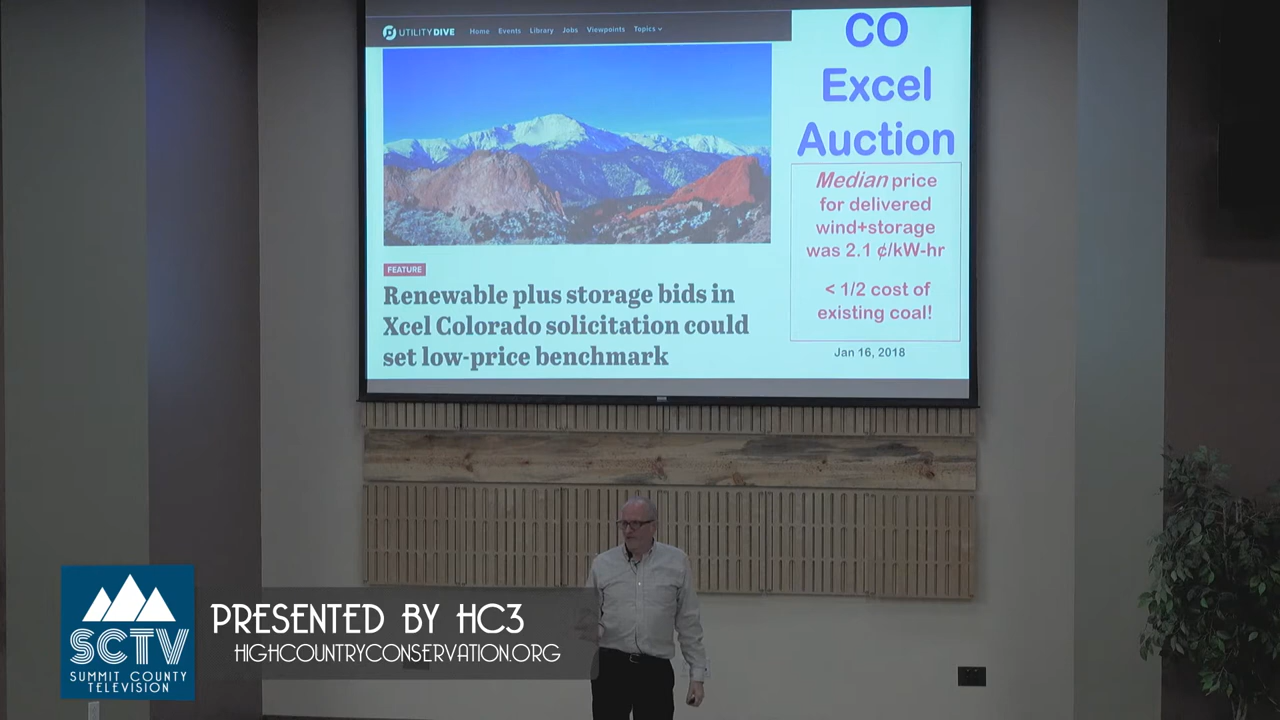 UTILITY DIVE Home Events Library Jobs Viewpoints Topics
CO
Excel
Auction
Median price
for delivered
wind+storage
was 2.1 ¢/kW-hr
< 1/2 cost of
existing coal!
Jan 16, 2018
FEATURE
Renewable plus storage bids in
Xcel Colorado solicitation could
set low-price benchmark
SCTV
SUMMIT COUNTY
TELEVISION
PRESENTED BY HC3
HIGHCOUNTRYCONSERVATION.ORG